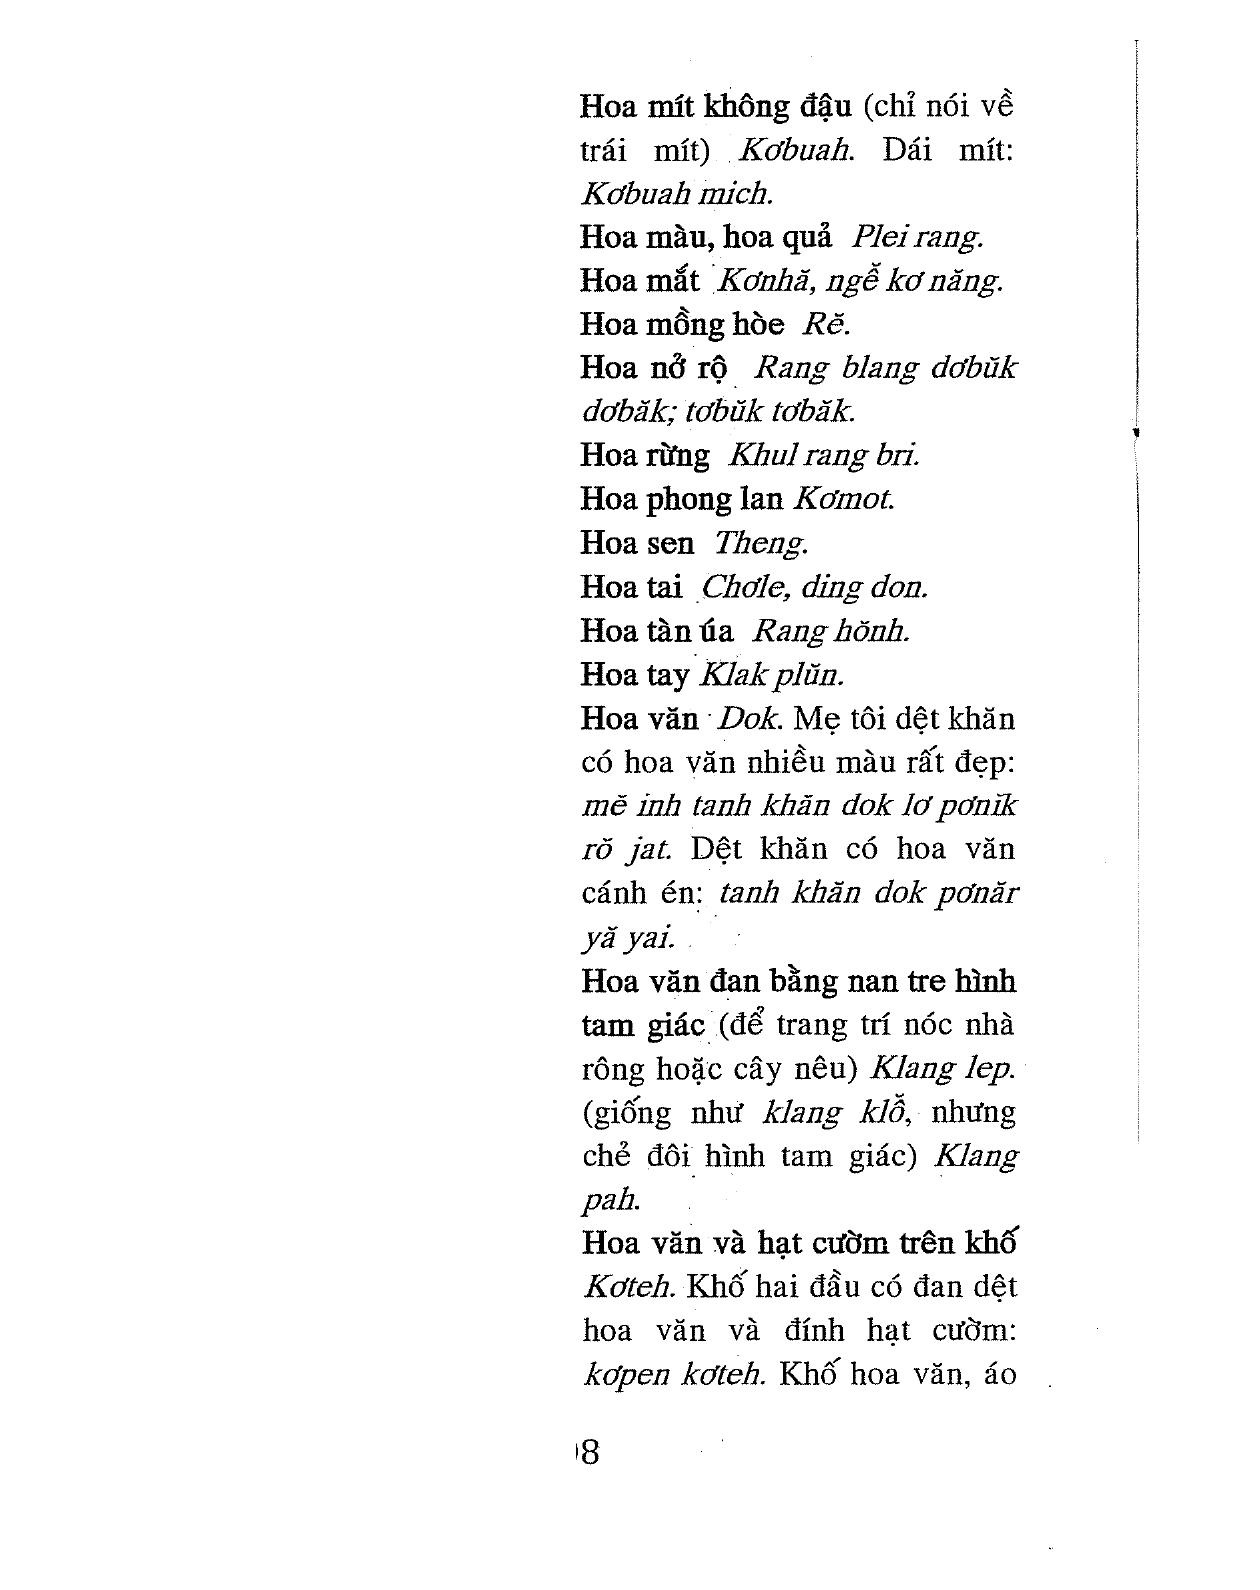 Hoa mít không đậu (chỉ nói về
trái mít) Kơbuah. Dái mít:
Kơbuah mich.
Hoa màu, hoa quả Plei rang.
Hoa mắt Kơnhă, ngễ kơ năng.
Hoa mồng hòe Rĕ.
Hoa nở rộ Rang blang dơbŭk
dơbăk; tơbŭk tơbăk.
Hoa rừng Khul rang bri.
Hoa phong lan Kơmot.
Hoa sen Theng.
Hoa tai Chơle, ding don.
Hoa tàn úa Rang hŏnh.
Hoa tay Klak plŭn.
Hoa văn Dok. Mẹ tôi dệt khăn
có hoa văn nhiều màu rất đẹp:
mĕ inh tanh khăn dok lơ pơnĭk
rŏ jat. Dệt khăn có hoa văn
cánh én: tanh khăn dok pơnăr
yă yai.
Hoa văn đan bằng nan tre hình
tam giác (để trang trí nóc nhà
rông hoặc cây nêu) Klang lep.
(giống như klang klỗ, nhưng
chẻ đôi hình tam giác) Klang
pah.
Hoa văn và hạt cườm trên khố
Kơteh. Khố hai đầu có đan dệt
hoa văn và đính hạt cườm:
kơpen kơteh. Khố hoa văn, áo
8